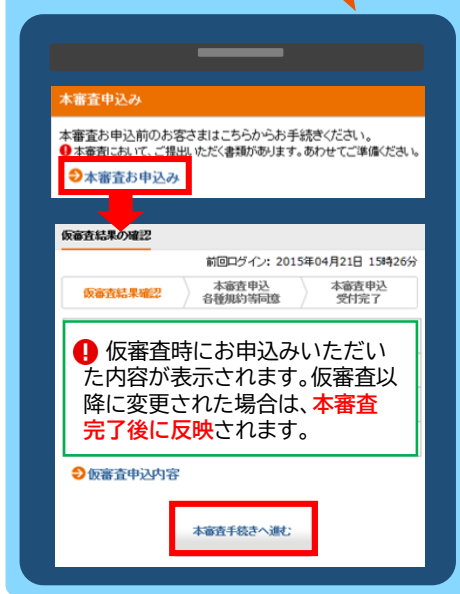 本審査申込み
本審査お申込前のお客さまはこちらからお手続きください。
本審査において、ご提出いただく書類があります。あわせてご準備ください。
本審査お申込み
仮審査結果の確認
前回ログイン: 2015年04月21日 15時26分
仮審査結果確認
本審査申込
各種規約等同意
本審査申込
受付完了
仮審査時にお申込みいただい
た内容が表示されます。仮審査以
降に変更された場合は、本審査
完了後に反映されます。
仮審査申込内容
本審査手続きへ進む